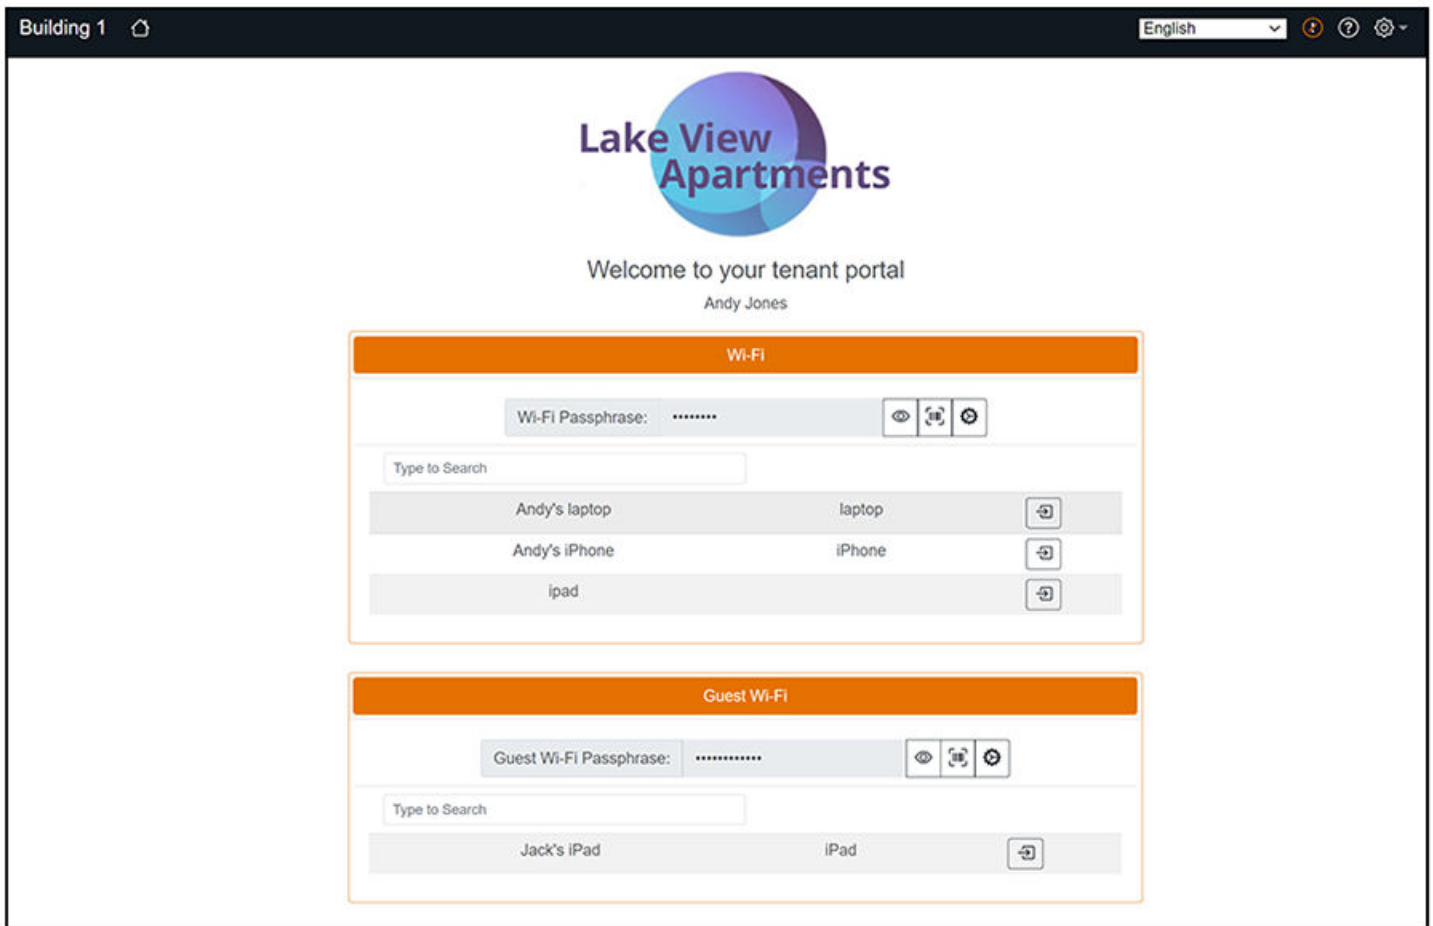 Building 1
English
Lake View
Apartments
Welcome to your tenant portal
Andy Jones
Wi-Fi
Wi-Fi Passphrase: ••••••••
Type to Search
Andy's laptop laptop
Andy's iPhone iPhone
ipad
Guest Wi-Fi
Guest Wi-Fi Passphrase: ••••••••••••
Type to Search
Jack's iPad iPad